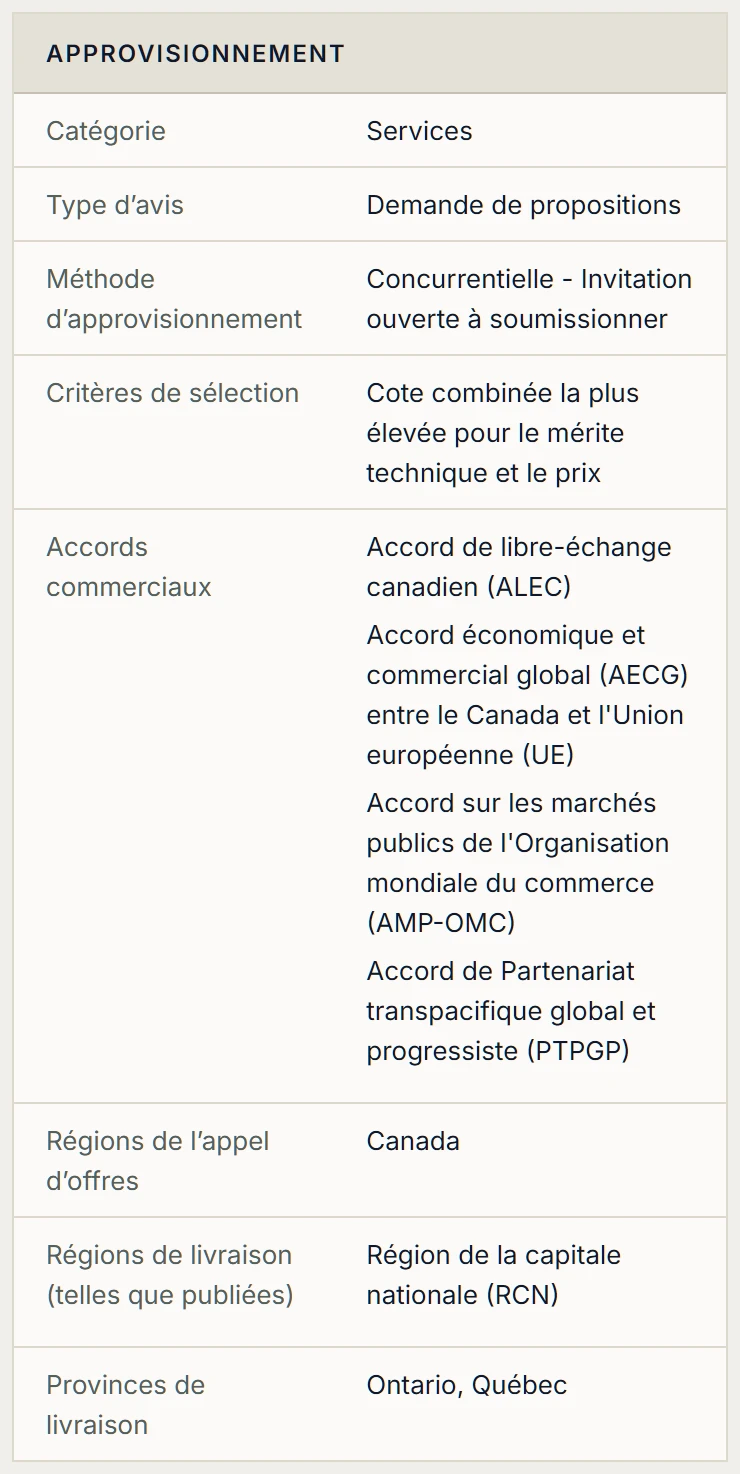 APPROVISIONNEMENT
Catégorie
Services
Type d’avis
Demande de propositions
Méthode
d’approvisionnement
Concurrentielle - Invitation
ouverte à soumissionner
Critères de sélection
Cote combinée la plus
élevée pour le mérite
technique et le prix
Accords
commerciaux
Accord de libre-échange
canadien (ALEC)
Accord économique et
commercial global (AECG)
entre le Canada et l'Union
européenne (UE)
Accord sur les marchés
publics de l'Organisation
mondiale du commerce
(AMP-OMC)
Accord de Partenariat
transpacifique global et
progressiste (PTPGP)
Régions de l’appel
d’offres
Canada
Régions de livraison
(telles que publiées)
Région de la capitale
nationale (RCN)
Provinces de
livraison
Ontario, Québec